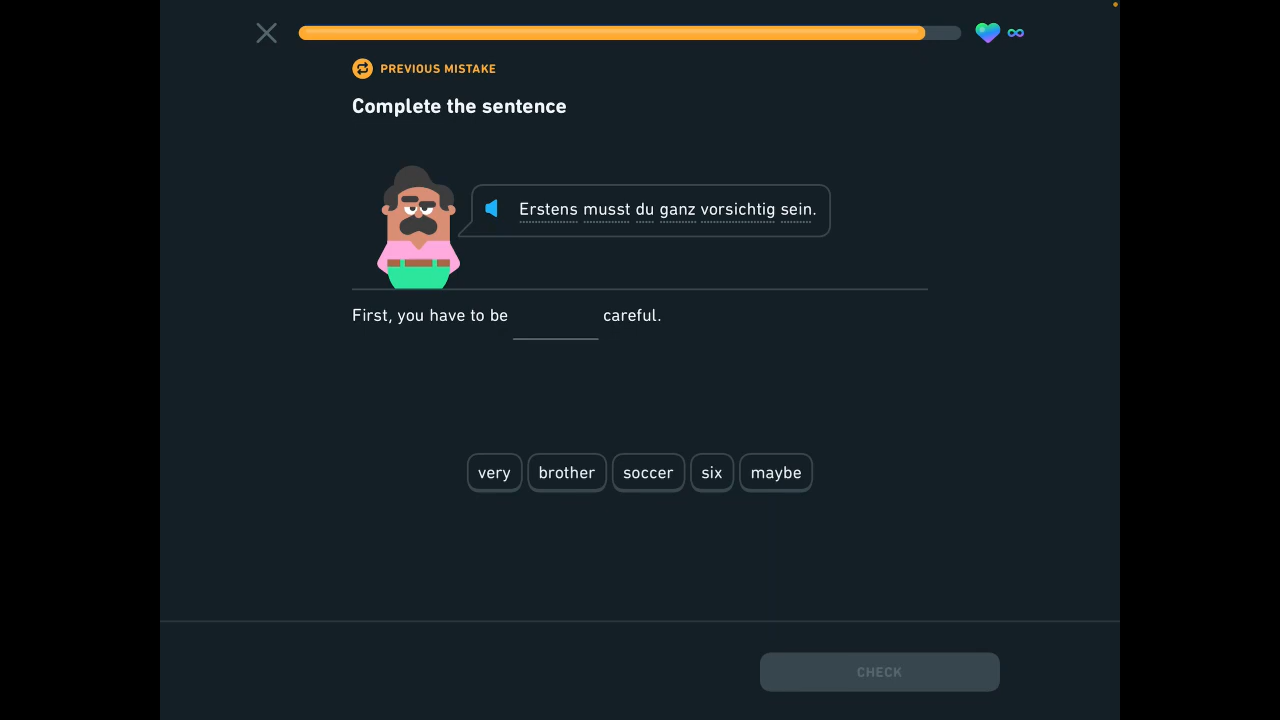 PREVIOUS MISTAKE
Complete the sentence
Erstens musst du ganz vorsichtig sein.
First, you have to be ________ careful.
very brother soccer six maybe
CHECK